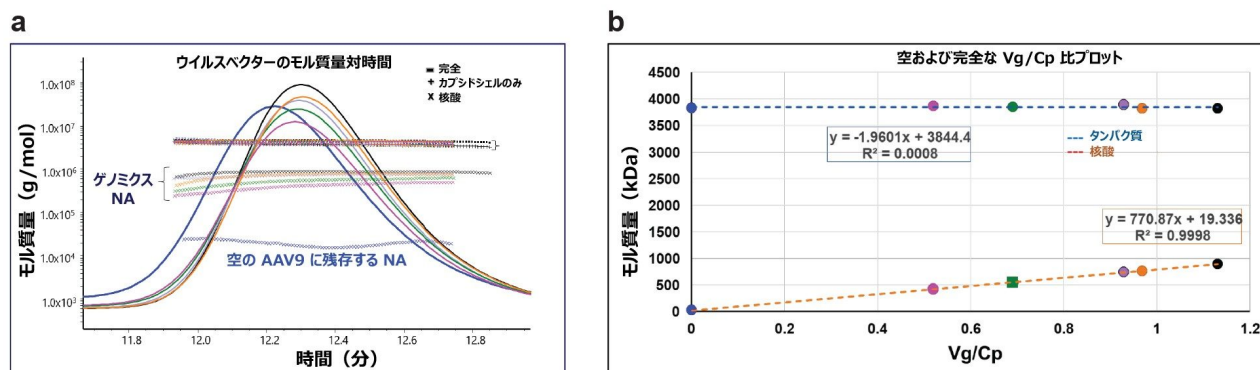 a
ウイルスベクターのモル質量対時間
完全
カプシドシェルのみ
核酸
モル質量 (g/mol)
1.0x10⁸
1.0x10⁷
1.0x10⁶
1.0x10⁵
1.0x10⁴
1.0x10³
ゲノミクス
NA
空の AAV9 に残存する NA
11.8 12.0 12.2 12.4 12.6 12.8
時間（分）
b
空および完全な Vg/Cp 比プロット
モル質量 (kDa)
4500
4000
3500
3000
2500
2000
1500
1000
500
0
y = -1.9601x + 3844.4
R² = 0.0008
タンパク質
核酸
y = 770.87x + 19.336
R² = 0.9998
0 0.2 0.4 0.6 0.8 1 1.2
Vg/Cp